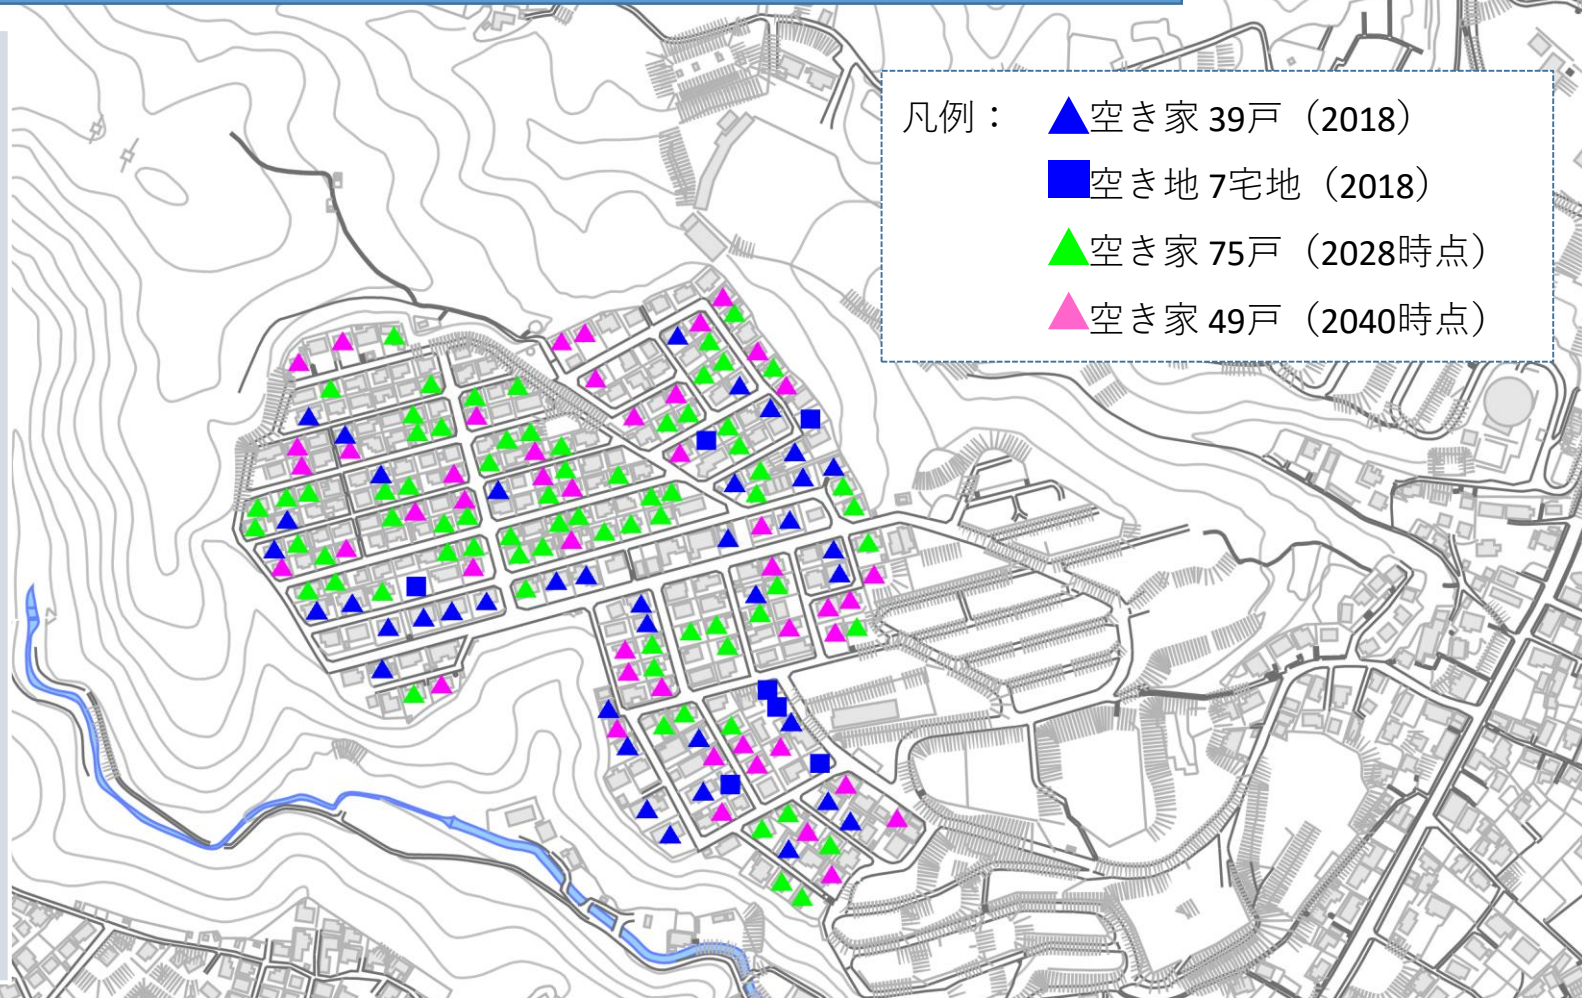 凡例： 空き家 39戸（2018）
空き地 7宅地（2018）
空き家 75戸（2028時点）
空き家 49戸（2040時点）